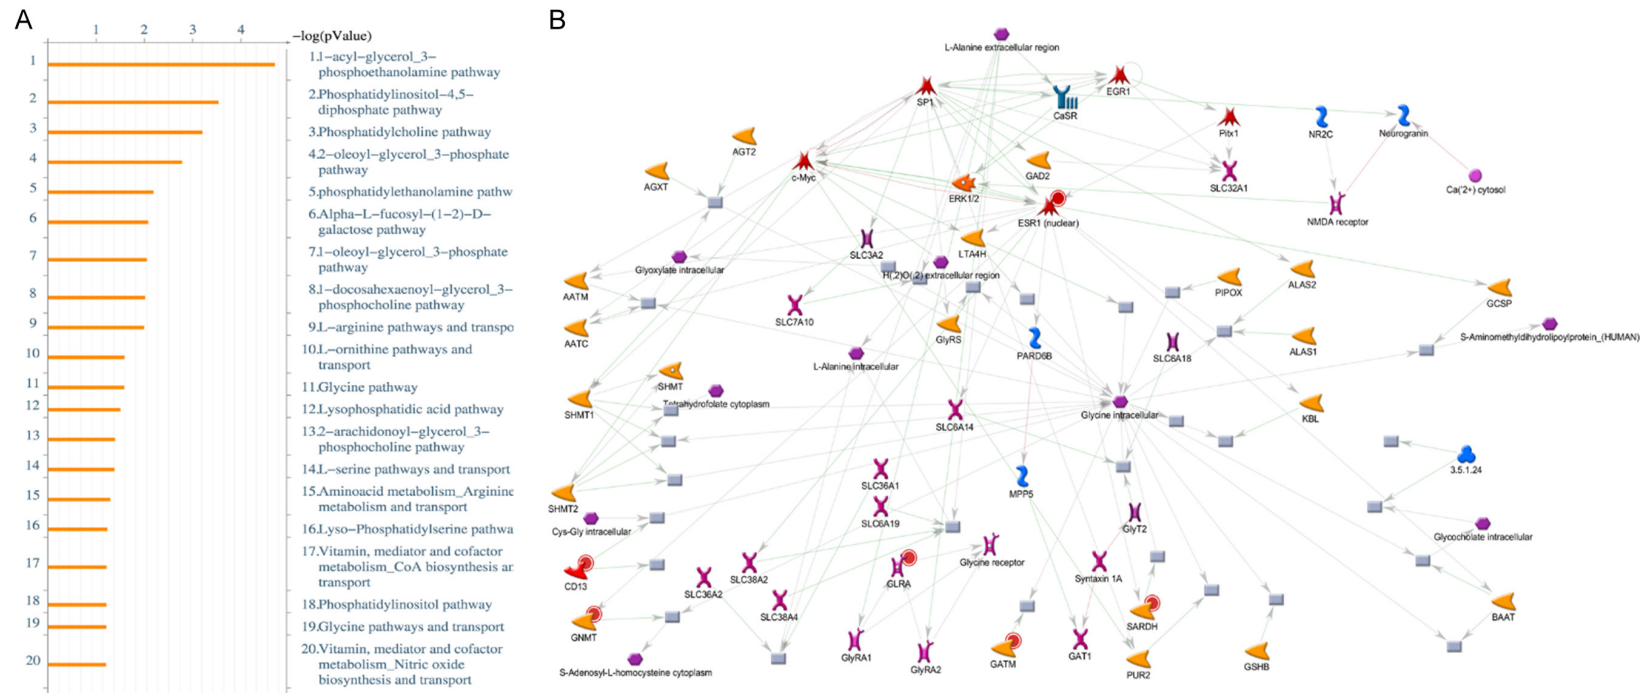 A
B
1 2 3 4
−log(pValue)
1 1.1−acyl−glycerol_3−
phosphoethanolamine pathway
2 2.Phosphatidylinositol−4,5−
diphosphate pathway
3 3.Phosphatidylcholine pathway
4 4.2−oleoyl−glycerol_3−phosphate
pathway
5 5.phosphatidylethanolamine pathw
6 6.Alpha−L−fucosyl−(1−2)−D−
galactose pathway
7 7.1−oleoyl−glycerol_3−phosphate
pathway
8 8.1−docosahexaenoyl−glycerol_3−
phosphocholine pathway
9 9.L−arginine pathways and transpo
10 10.L−ornithine pathways and
transport
11 11.Glycine pathway
12 12.Lysophosphatidic acid pathway
13 13.2−arachidonoyl−glycerol_3−
phosphocholine pathway
14 14.L−serine pathways and transport
15 15.Aminoacid metabolism_Arginine
metabolism and transport
16 16.Lyso−Phosphatidylserine pathwa
17 17.Vitamin, mediator and cofactor
metabolism_CoA biosynthesis an
transport
18 18.Phosphatidylinositol pathway
19 19.Glycine pathways and transport
20 20.Vitamin, mediator and cofactor
metabolism_Nitric oxide
biosynthesis and transport
L-Alanine extracellular region
SP1
EGR1
CaSR
Pitx1
NR2C
Neurogranin
AGT2
AGXT
c-Myc
GAD2
SLC32A1
Ca('2+) cytosol
ERK1/2
NMDA receptor
ESR1 (nuclear)
SLC3A2
LTA4H
Glyoxylate intracellular
H(,2)O(,2) extracellular region
AATM
PIPOX
ALAS2
GCSP
SLC7A10
AATC
GlyRS
PARD6B
SLC6A18
ALAS1
S-Aminomethyldihydrolipoylprotein_(HUMAN)
L-Alanine intracellular
SHMT
Tetrahydrofolate cytoplasm
SHMT1
SLC6A14
Glycine intracellular
KBL
3.5.1.24
SLC36A1
MPP5
SHMT2
SLC6A19
Cys-Gly intracellular
GlyT2
Glycocholate intracellular
Glycine receptor
CD13
SLC38A2
GLRA
Syntaxin 1A
SLC36A2
SLC38A4
GNMT
SARDH
BAAT
GlyRA1
GlyRA2
GATM
GAT1
PUR2
GSHB
S-Adenosyl-L-homocysteine cytoplasm